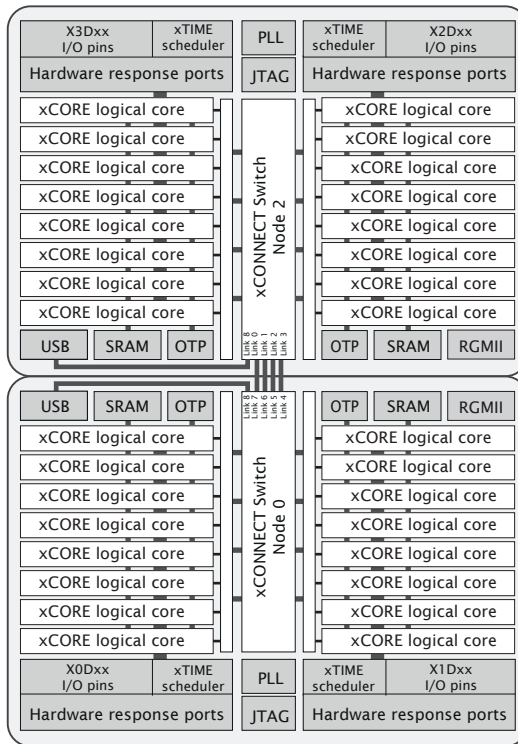 X3Dxx
I/O pins
xTIME
scheduler
PLL
xTIME
scheduler
X2Dxx
I/O pins
Hardware response ports
JTAG
Hardware response ports
xCORE logical core
xCORE logical core
xCORE logical core
xCORE logical core
xCORE logical core
xCORE logical core
xCORE logical core
xCORE logical core
xCONNECT Switch
Node 2
xCORE logical core
xCORE logical core
xCORE logical core
xCORE logical core
xCORE logical core
xCORE logical core
xCORE logical core
xCORE logical core
USB
SRAM
OTP
Link 8
Link 0
Link 1
Link 2
Link 3
OTP
SRAM
RGMII
USB
SRAM
OTP
Link 8
Link 7
Link 6
Link 5
Link 4
OTP
SRAM
RGMII
xCORE logical core
xCORE logical core
xCORE logical core
xCORE logical core
xCORE logical core
xCORE logical core
xCORE logical core
xCORE logical core
xCONNECT Switch
Node 0
xCORE logical core
xCORE logical core
xCORE logical core
xCORE logical core
xCORE logical core
xCORE logical core
xCORE logical core
xCORE logical core
X0Dxx
I/O pins
xTIME
scheduler
PLL
xTIME
scheduler
X1Dxx
I/O pins
Hardware response ports
JTAG
Hardware response ports